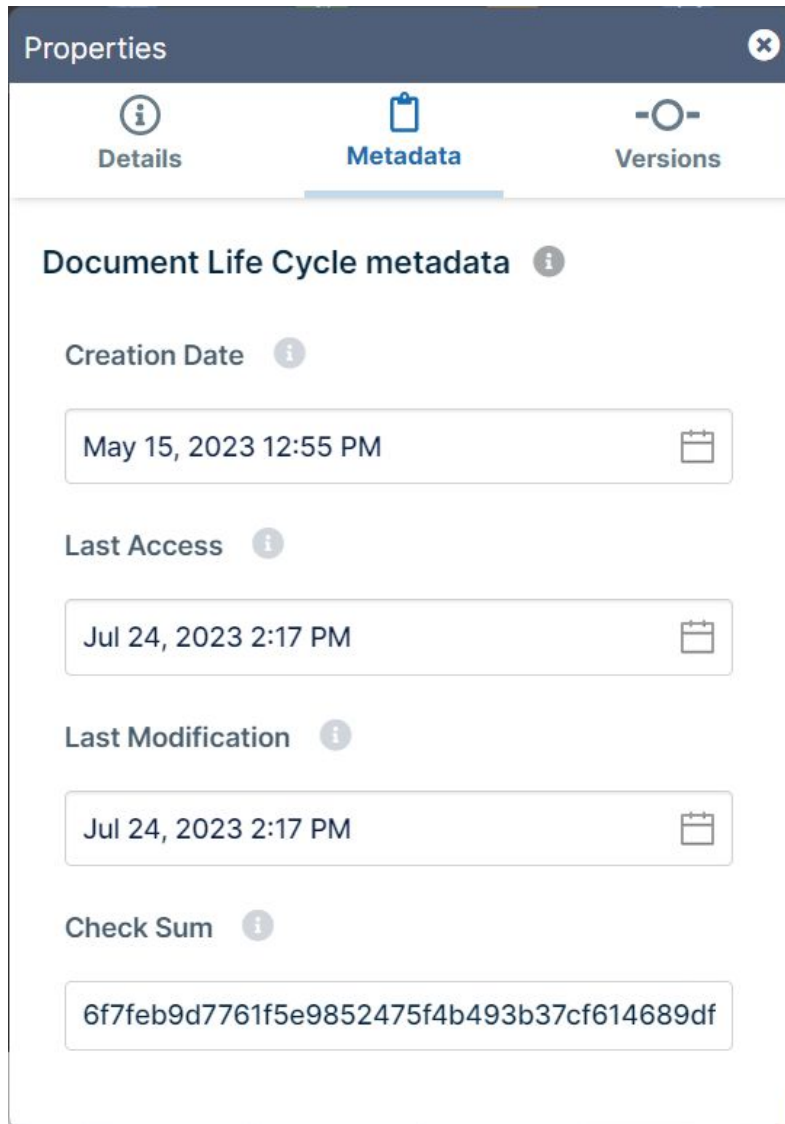 Properties
Details
Metadata
Versions
Document Life Cycle metadata
Creation Date
May 15, 2023 12:55 PM
Last Access
Jul 24, 2023 2:17 PM
Last Modification
Jul 24, 2023 2:17 PM
Check Sum
6f7feb9d7761f5e9852475f4b493b37cf614689df